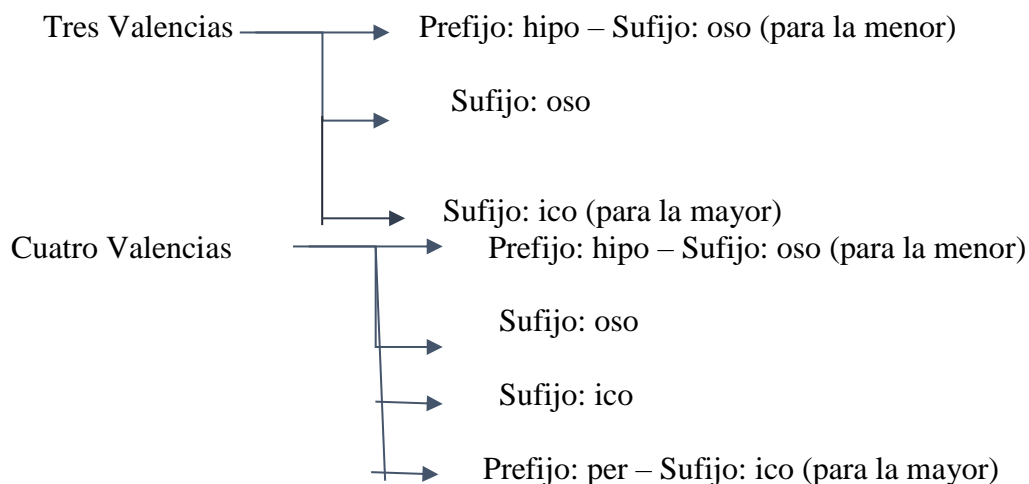 Tres Valencias Prefijo: hipo – Sufijo: oso (para la menor)
Sufijo: oso
Sufijo: ico (para la mayor)
Cuatro Valencias Prefijo: hipo – Sufijo: oso (para la menor)
Sufijo: oso
Sufijo: ico
Prefijo: per – Sufijo: ico (para la mayor)